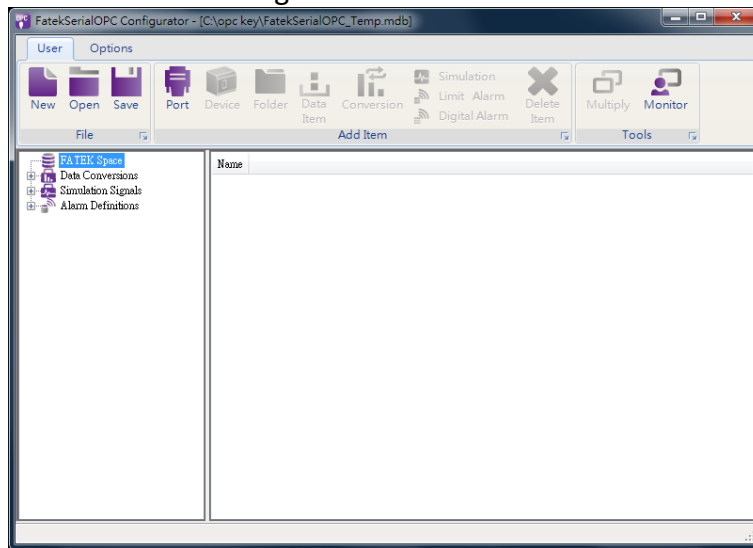 FatekSerialOPC Configurator - [C:\opc key\FatekSerialOPC_Temp.mdb]
User Options
New Open Save Port Device Folder Data Item Conversion Simulation Limit Alarm Digital Alarm Delete Item Multiply Monitor
File Add Item Tools
FATEK Space
Data Conversions
Simulation Signals
Alarm Definitions
Name